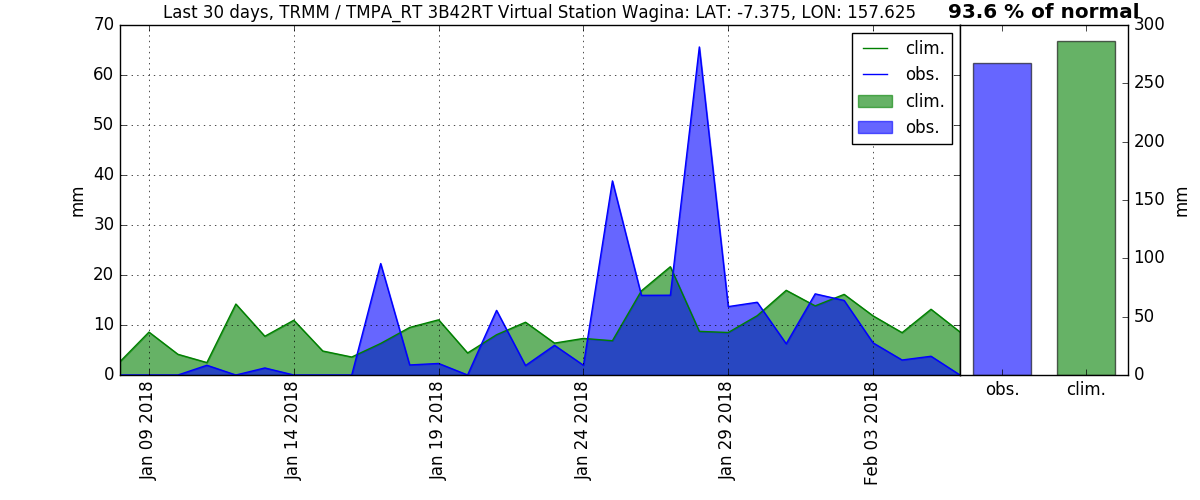 Last 30 days, TRMM / TMPA_RT 3B42RT Virtual Station Wagina: LAT: -7.375, LON: 157.625
93.6 % of normal
70
60
50
40
30
20
10
0
mm
clim.
obs.
clim.
obs.
300
250
200
150
100
50
0
mm
obs.
clim.
Jan 09 2018
Jan 14 2018
Jan 19 2018
Jan 24 2018
Jan 29 2018
Feb 03 2018